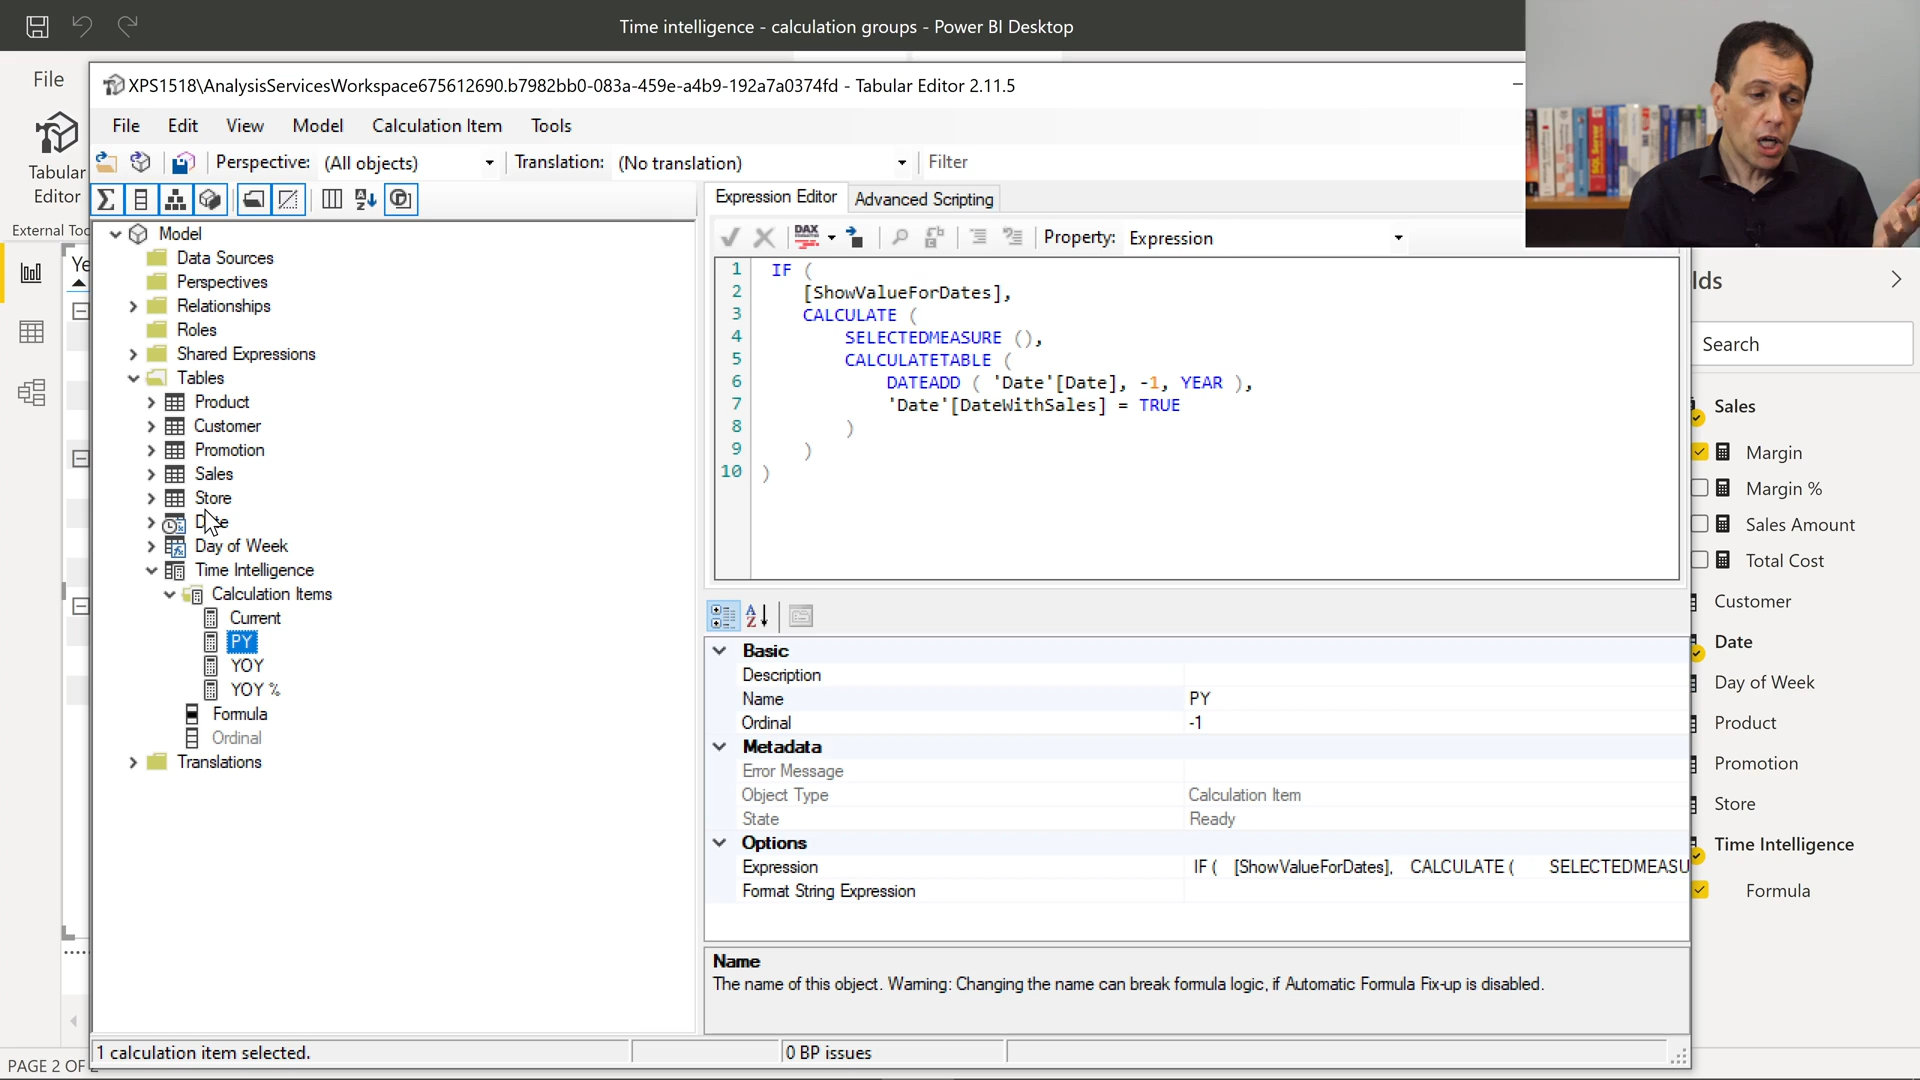 Time intelligence - calculation groups - Power BI Desktop
File
XPS1518\AnalysisServicesWorkspace675612690.b7982bb0-083a-459e-a4b9-192a7a0374fd - Tabular Editor 2.11.5
File Edit View Model Calculation Item Tools
Tabular
Editor
Perspective: (All objects) Translation: (No translation) Filter
External Too
Ye
Expression Editor Advanced Scripting
DAX Property: Expression
Model
Data Sources
Perspectives
Relationships
Roles
Shared Expressions
Tables
Product
Customer
Promotion
Sales
Store
Date
Day of Week
Time Intelligence
Calculation Items
Current
PY
YOY
YOY %
Formula
Ordinal
Translations
1 IF (
2 [ShowValueForDates],
3 CALCULATE (
4 SELECTEDMEASURE (),
5 CALCULATETABLE (
6 DATEADD ( 'Date'[Date], -1, YEAR ),
7 'Date'[DateWithSales] = TRUE
8 )
9 )
10 )
Basic
Description
Name PY
Ordinal -1
Metadata
Error Message
Object Type Calculation Item
State Ready
Options
Expression IF ( [ShowValueForDates], CALCULATE ( SELECTEDMEASU
Format String Expression
Name
The name of this object. Warning: Changing the name can break formula logic, if Automatic Formula Fix-up is disabled.
1 calculation item selected. 0 BP issues
PAGE 2 OF
lds
Search
Sales
Margin
Margin %
Sales Amount
Total Cost
Customer
Date
Day of Week
Product
Promotion
Store
Time Intelligence
Formula